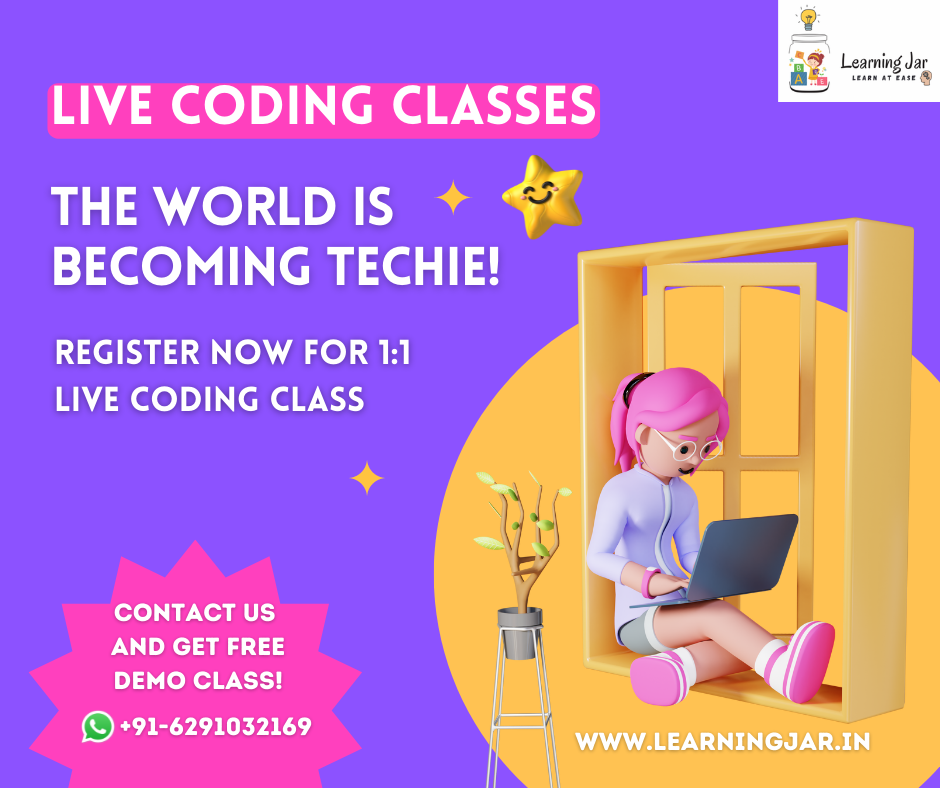 Learning Jar
LEARN AT EASE
LIVE CODING CLASSES
THE WORLD IS
BECOMING TECHIE!
REGISTER NOW FOR 1:1
LIVE CODING CLASS
CONTACT US
AND GET FREE
DEMO CLASS!
+91-6291032169
WWW.LEARNINGJAR.IN